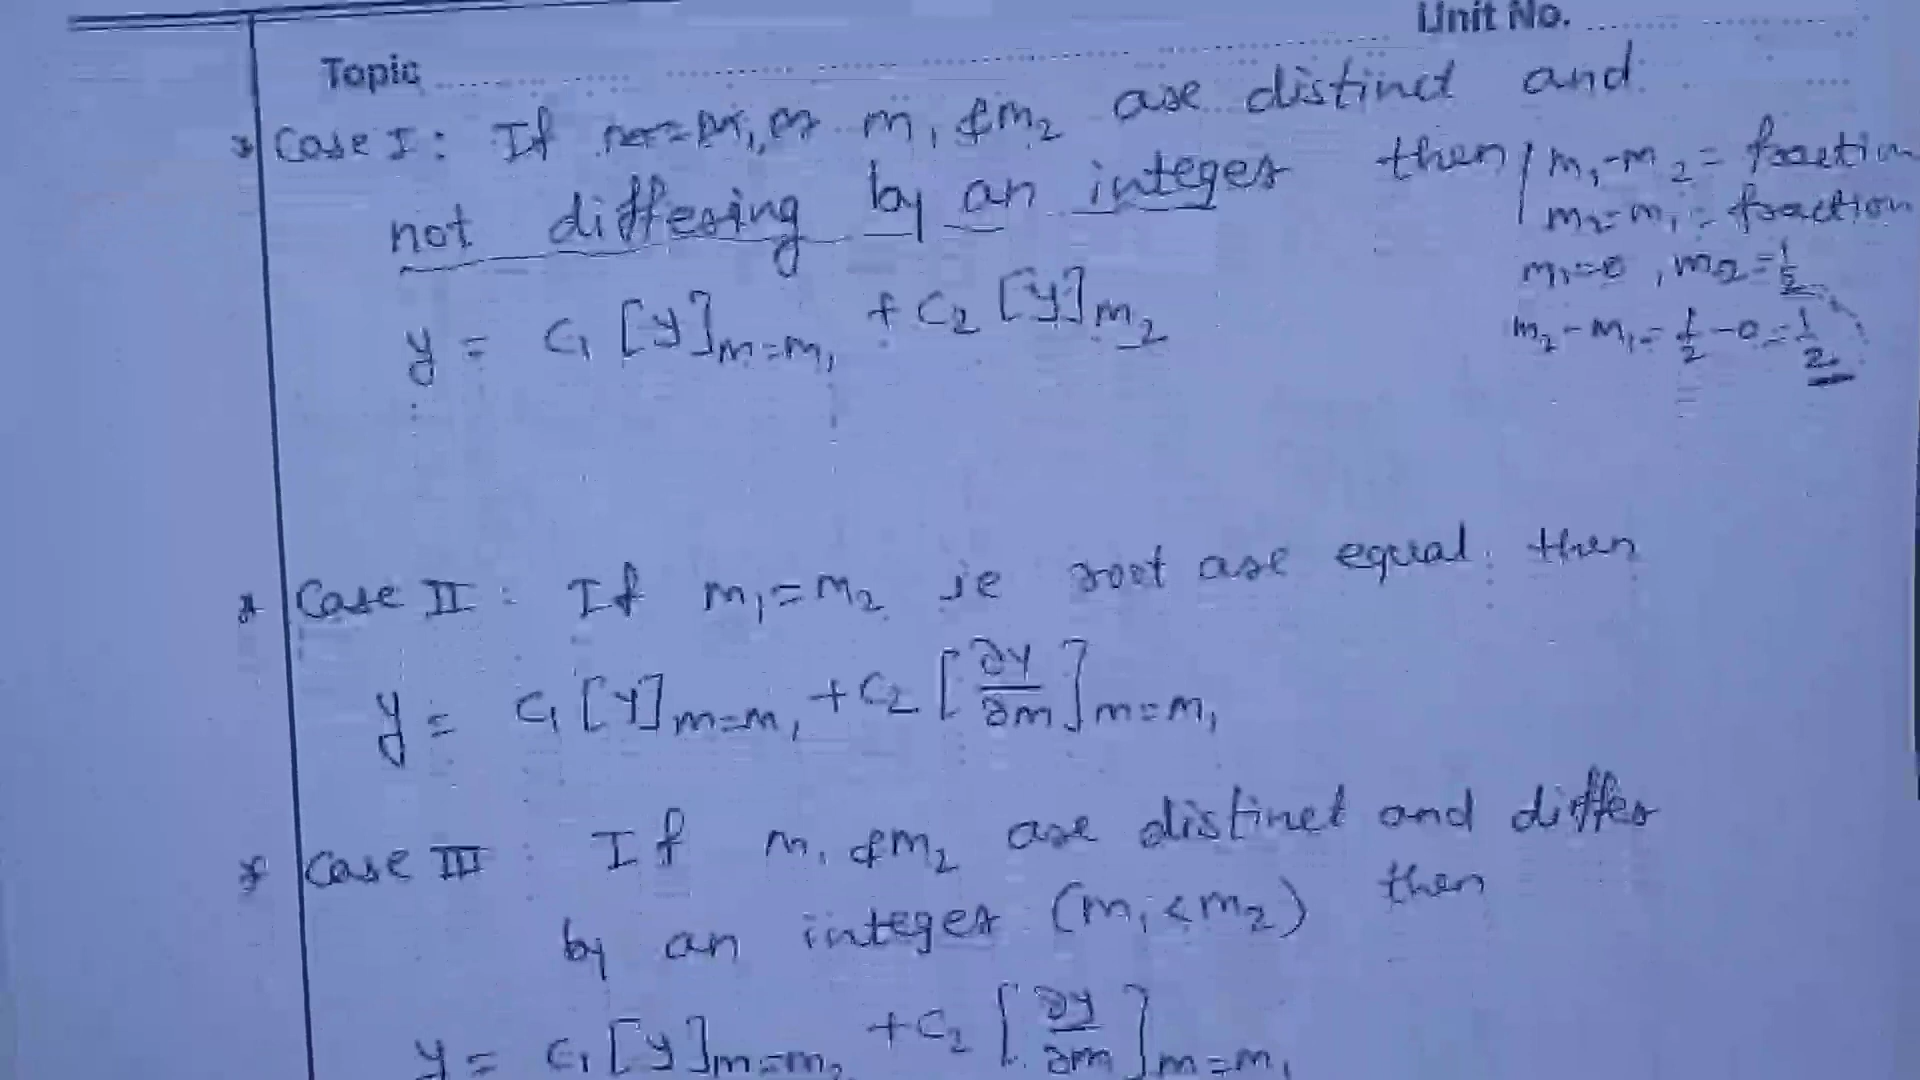 Unit No.
Topic
* Case I : If m₁ & m₂ are distinct and
not differing by an integer then
m₁-m₂ = fraction
m₂-m₁ = fraction
m₁=0 , m₂=1/2
m₂-m₁ = 1/2 - 0 = 1/2
y = C₁ [y]m=m₁ + C₂ [y]m₂
* Case II : If m₁=m₂ ie root are equal then
y = C₁ [y]m=m₁ + C₂ [∂y/∂m]m=m₁
* Case III : If m₁ & m₂ are distinct and differ
by an integer (m₁<m₂) then
y = C₁ [y]m=m₂ + C₂ [∂y/∂m]m=m₁